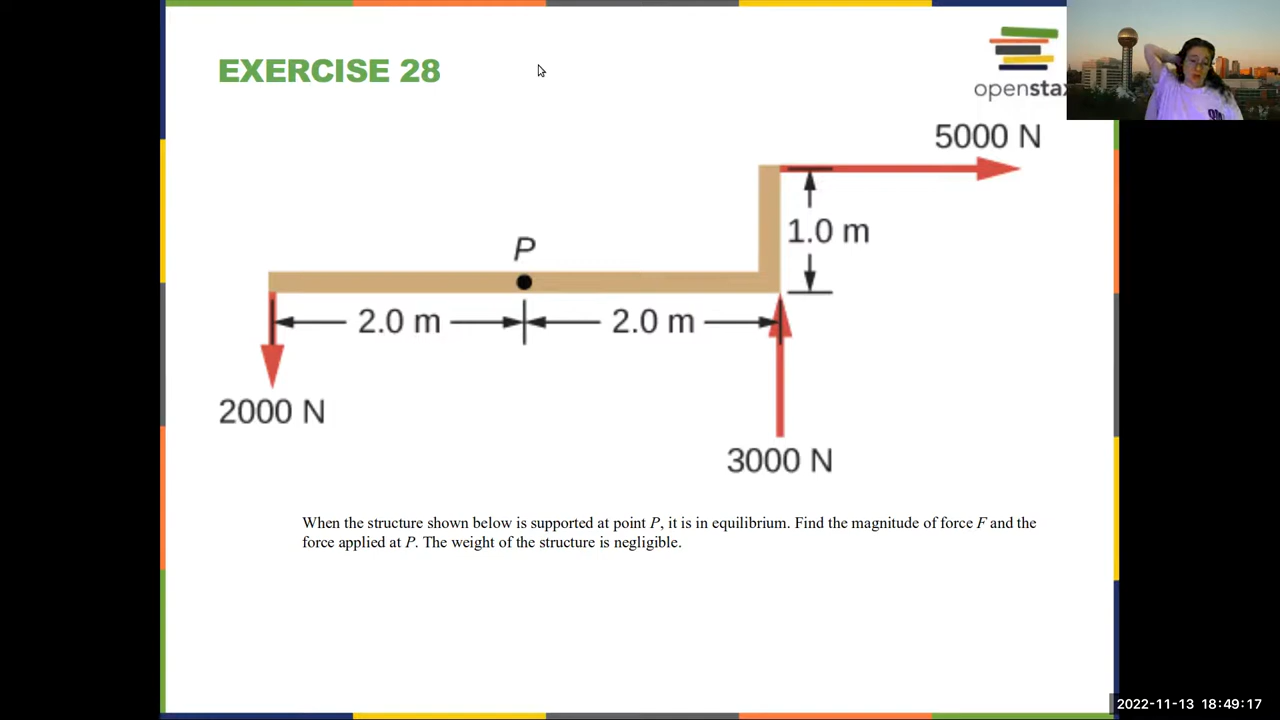 EXERCISE 28
openstax
5000 N
1.0 m
P
2.0 m
2.0 m
2000 N
3000 N
When the structure shown below is supported at point P, it is in equilibrium. Find the magnitude of force F and the
force applied at P. The weight of the structure is negligible.
2022-11-13 18:49:17